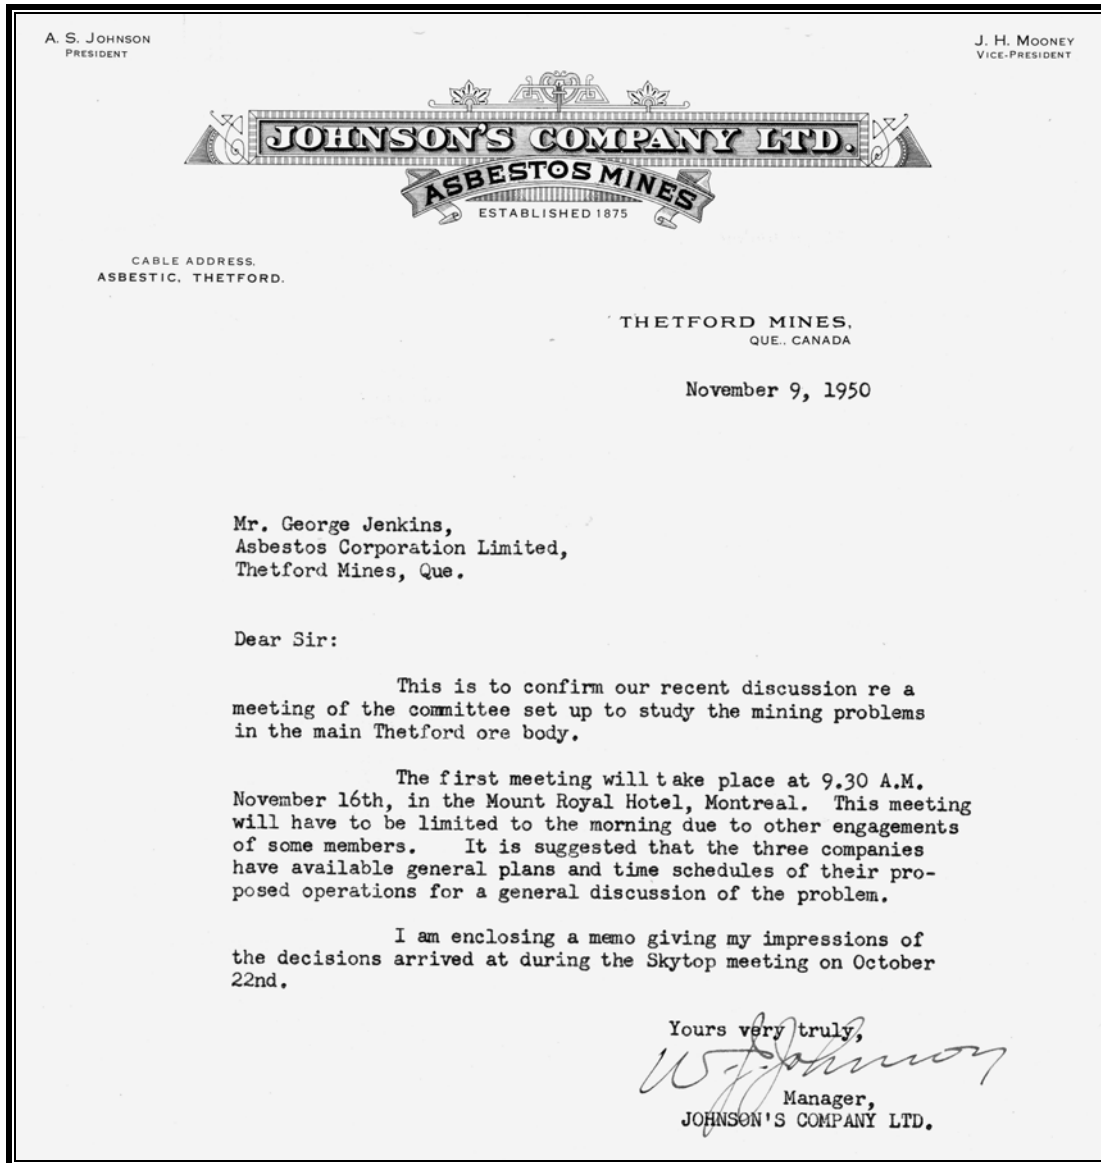 A. S. JOHNSON
PRESIDENT
J. H. MOONEY
VICE-PRESIDENT
JOHNSON'S COMPANY LTD.
ASBESTOS MINES
ESTABLISHED 1875
CABLE ADDRESS.
ASBESTIC, THETFORD.
THETFORD MINES,
QUE., CANADA
November 9, 1950
Mr. George Jenkins,
Asbestos Corporation Limited,
Thetford Mines, Que.
Dear Sir:
This is to confirm our recent discussion re a
meeting of the committee set up to study the mining problems
in the main Thetford ore body.
The first meeting will take place at 9.30 A.M.
November 16th, in the Mount Royal Hotel, Montreal. This meeting
will have to be limited to the morning due to other engagements
of some members. It is suggested that the three companies
have available general plans and time schedules of their pro-
posed operations for a general discussion of the problem.
I am enclosing a memo giving my impressions of
the decisions arrived at during the Skytop meeting on October
22nd.
Yours very truly,
Johnson
Manager,
JOHNSON'S COMPANY LTD.